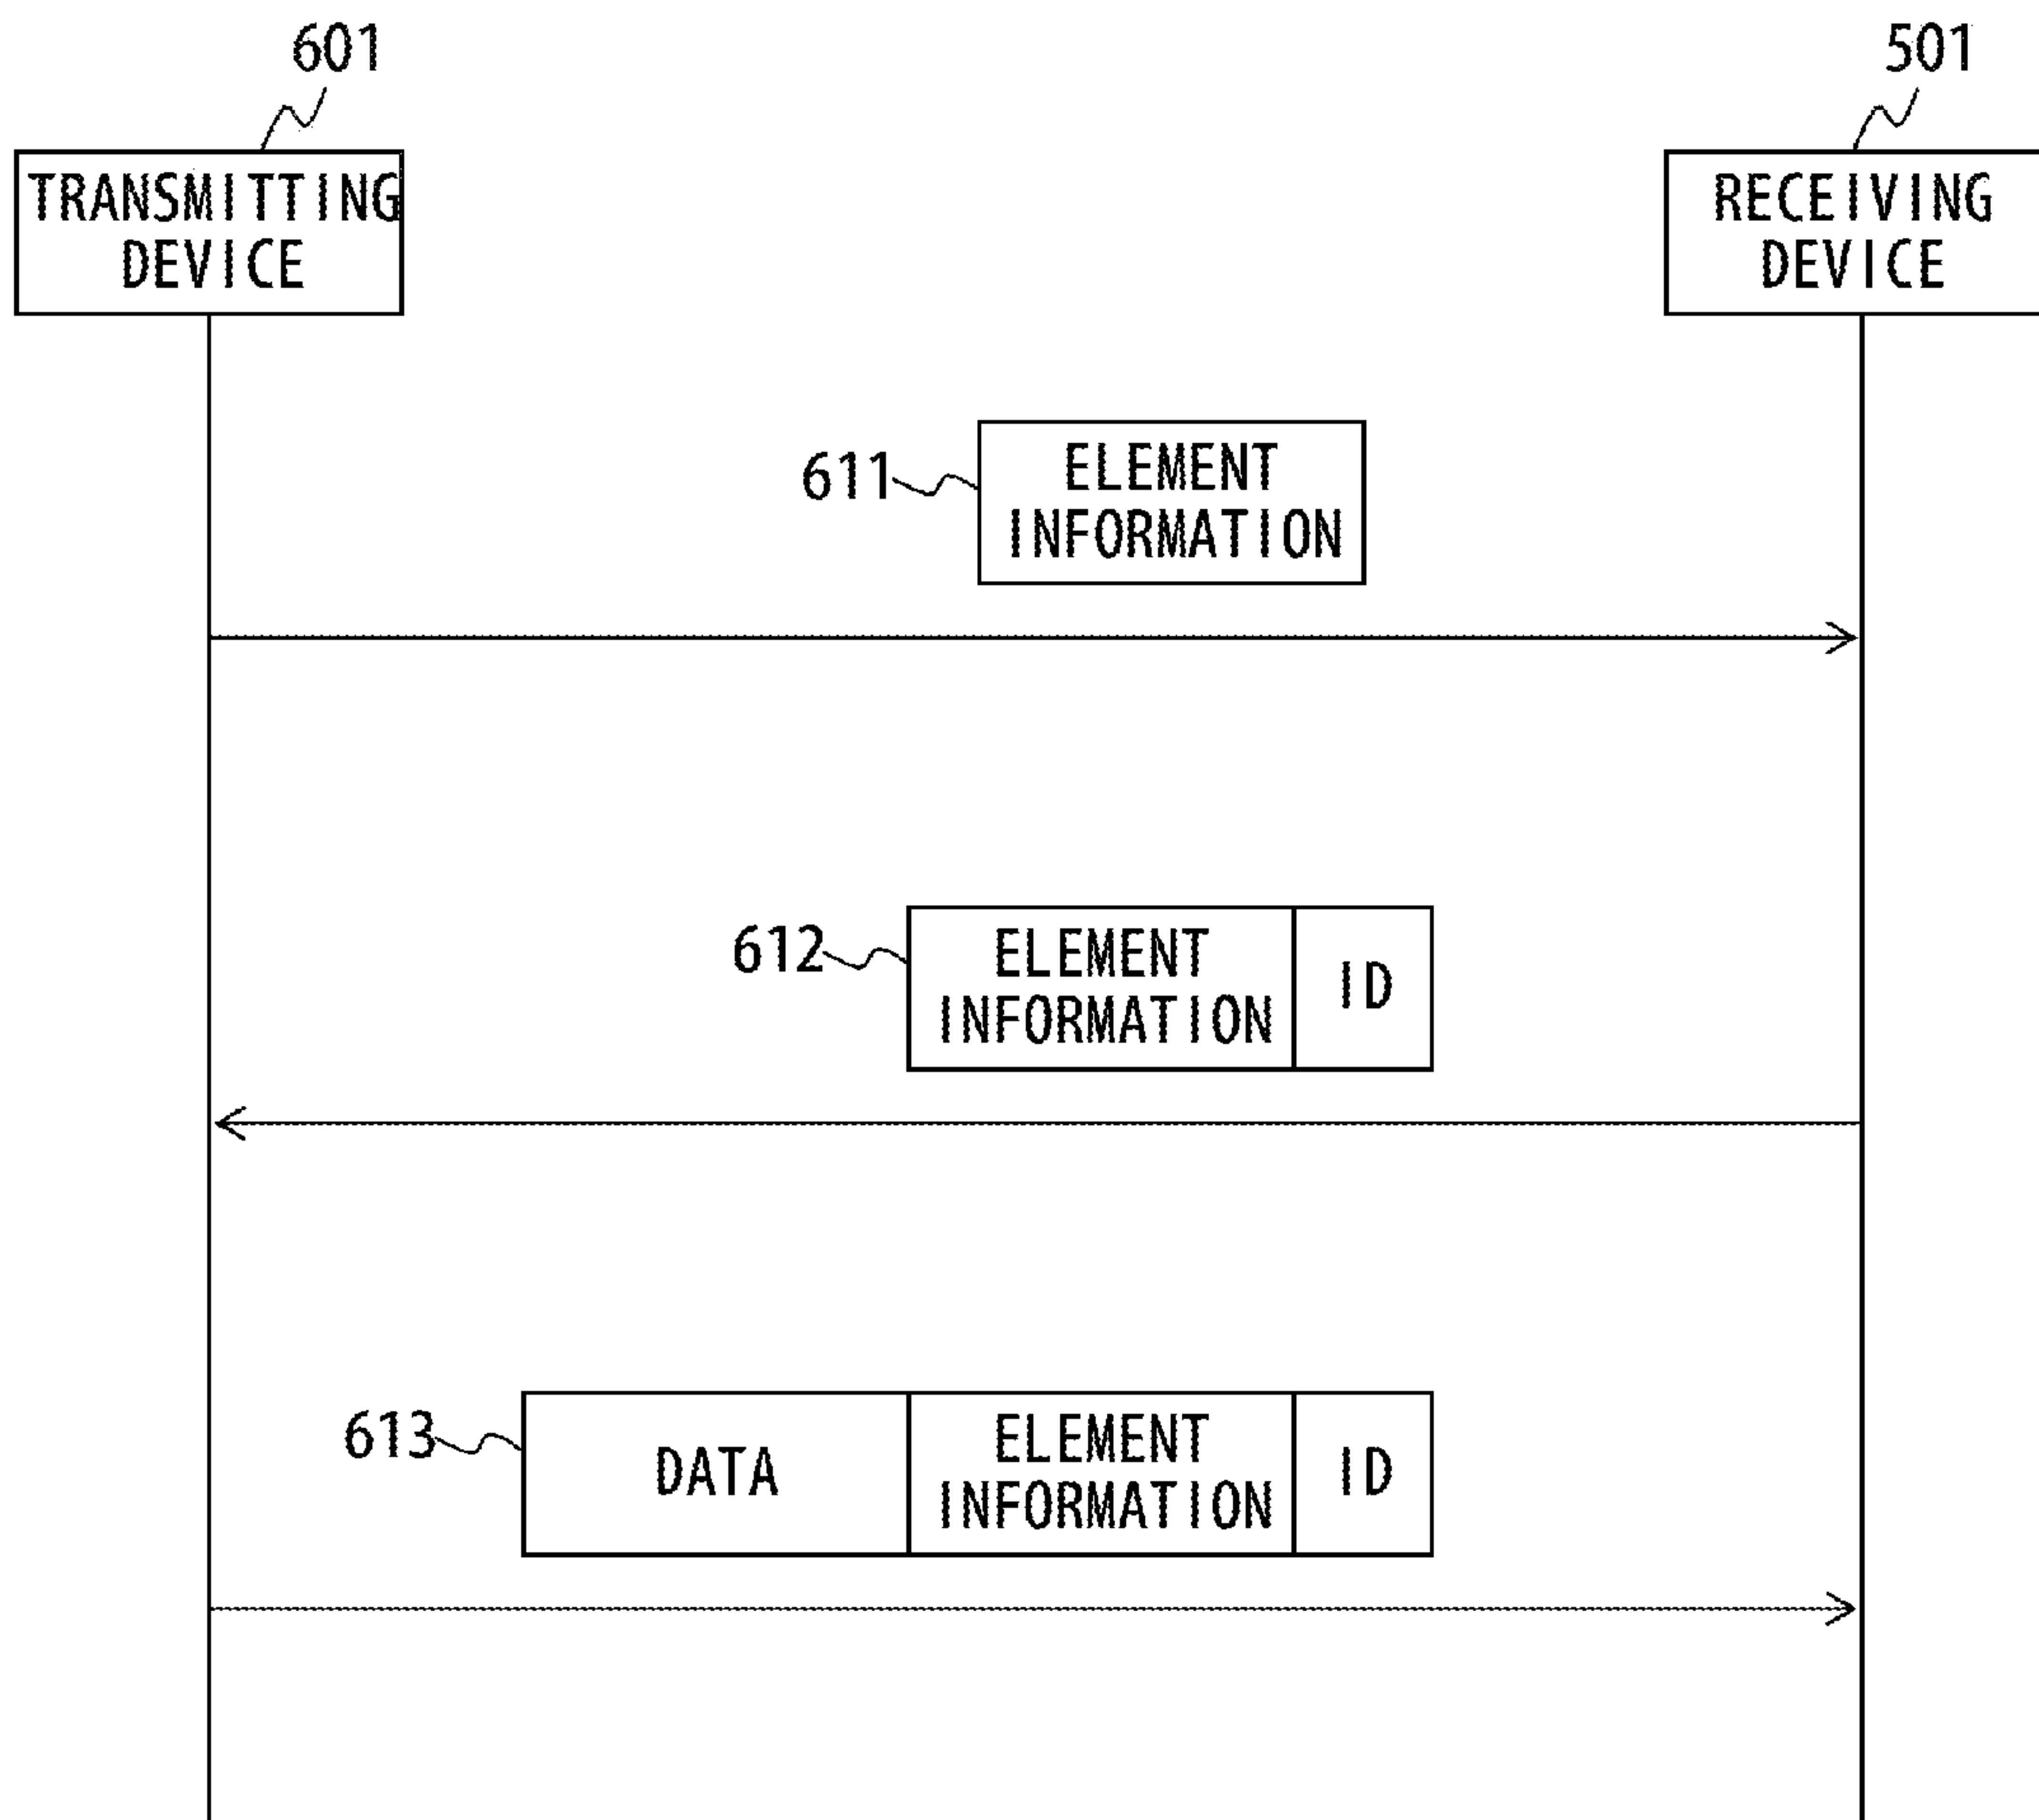 601
501
TRANSMITTING
DEVICE
RECEIVING
DEVICE
611
ELEMENT
INFORMATION
612
ELEMENT
INFORMATION
ID
613
DATA
ELEMENT
INFORMATION
ID